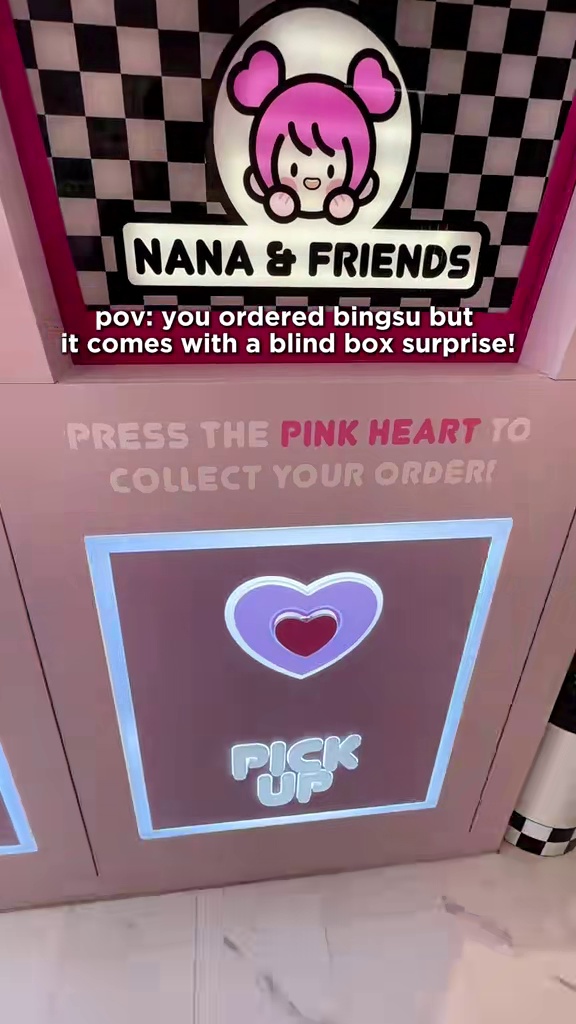 NANA & FRIENDS
pov: you ordered bingsu but
it comes with a blind box surprise!
PRESS THE PINK HEART TO
COLLECT YOUR ORDER!
PICK
UP